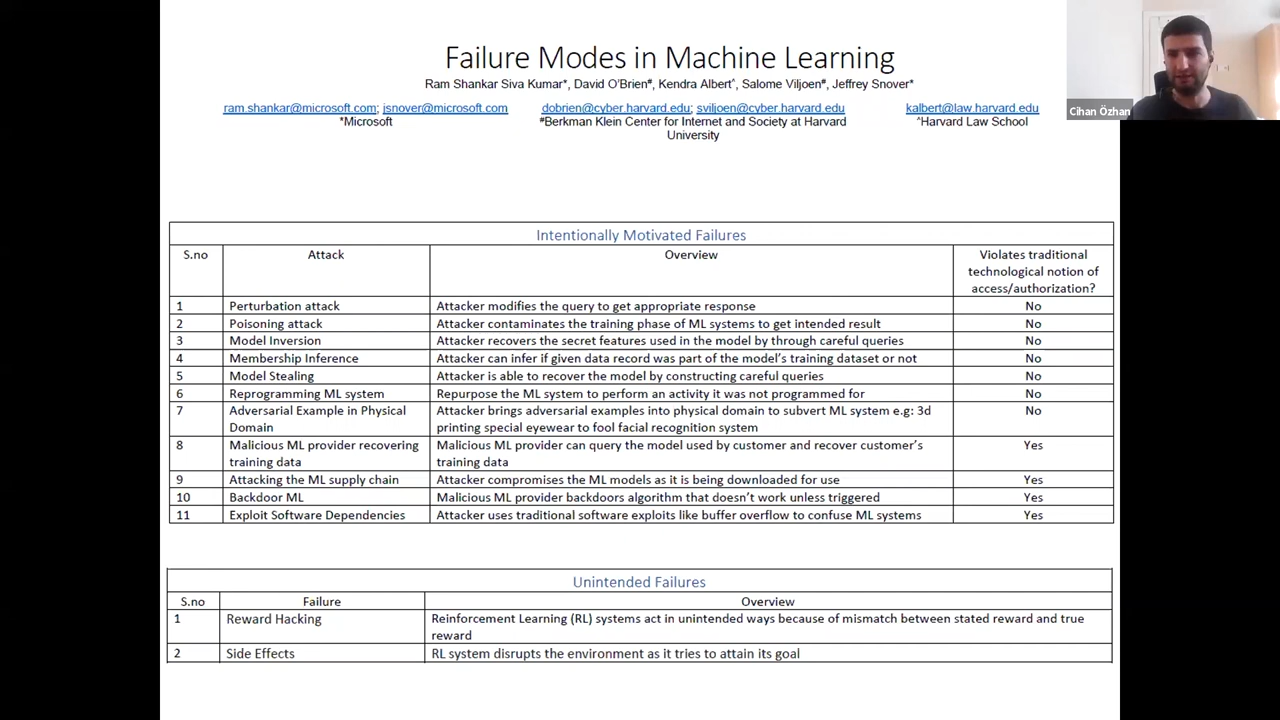 Failure Modes in Machine Learning
Ram Shankar Siva Kumar*, David O'Brien#, Kendra Albert^, Salome Viljoen#, Jeffrey Snover*
ram.shankar@microsoft.com; jsnover@microsoft.com
*Microsoft
dobrien@cyber.harvard.edu; sviljoen@cyber.harvard.edu
#Berkman Klein Center for Internet and Society at Harvard
University
kalbert@law.harvard.edu
^Harvard Law School
Cihan Özhan
Intentionally Motivated Failures
S.no Attack Overview Violates traditional
technological notion of
access/authorization?
1 Perturbation attack Attacker modifies the query to get appropriate response No
2 Poisoning attack Attacker contaminates the training phase of ML systems to get intended result No
3 Model Inversion Attacker recovers the secret features used in the model by through careful queries No
4 Membership Inference Attacker can infer if given data record was part of the model's training dataset or not No
5 Model Stealing Attacker is able to recover the model by constructing careful queries No
6 Reprogramming ML system Repurpose the ML system to perform an activity it was not programmed for No
7 Adversarial Example in Physical Attacker brings adversarial examples into physical domain to subvert ML system e.g: 3d No
Domain printing special eyewear to fool facial recognition system
8 Malicious ML provider recovering Malicious ML provider can query the model used by customer and recover customer's Yes
training data training data
9 Attacking the ML supply chain Attacker compromises the ML models as it is being downloaded for use Yes
10 Backdoor ML Malicious ML provider backdoors algorithm that doesn't work unless triggered Yes
11 Exploit Software Dependencies Attacker uses traditional software exploits like buffer overflow to confuse ML systems Yes
Unintended Failures
S.no Failure Overview
1 Reward Hacking Reinforcement Learning (RL) systems act in unintended ways because of mismatch between stated reward and true
reward
2 Side Effects RL system disrupts the environment as it tries to attain its goal